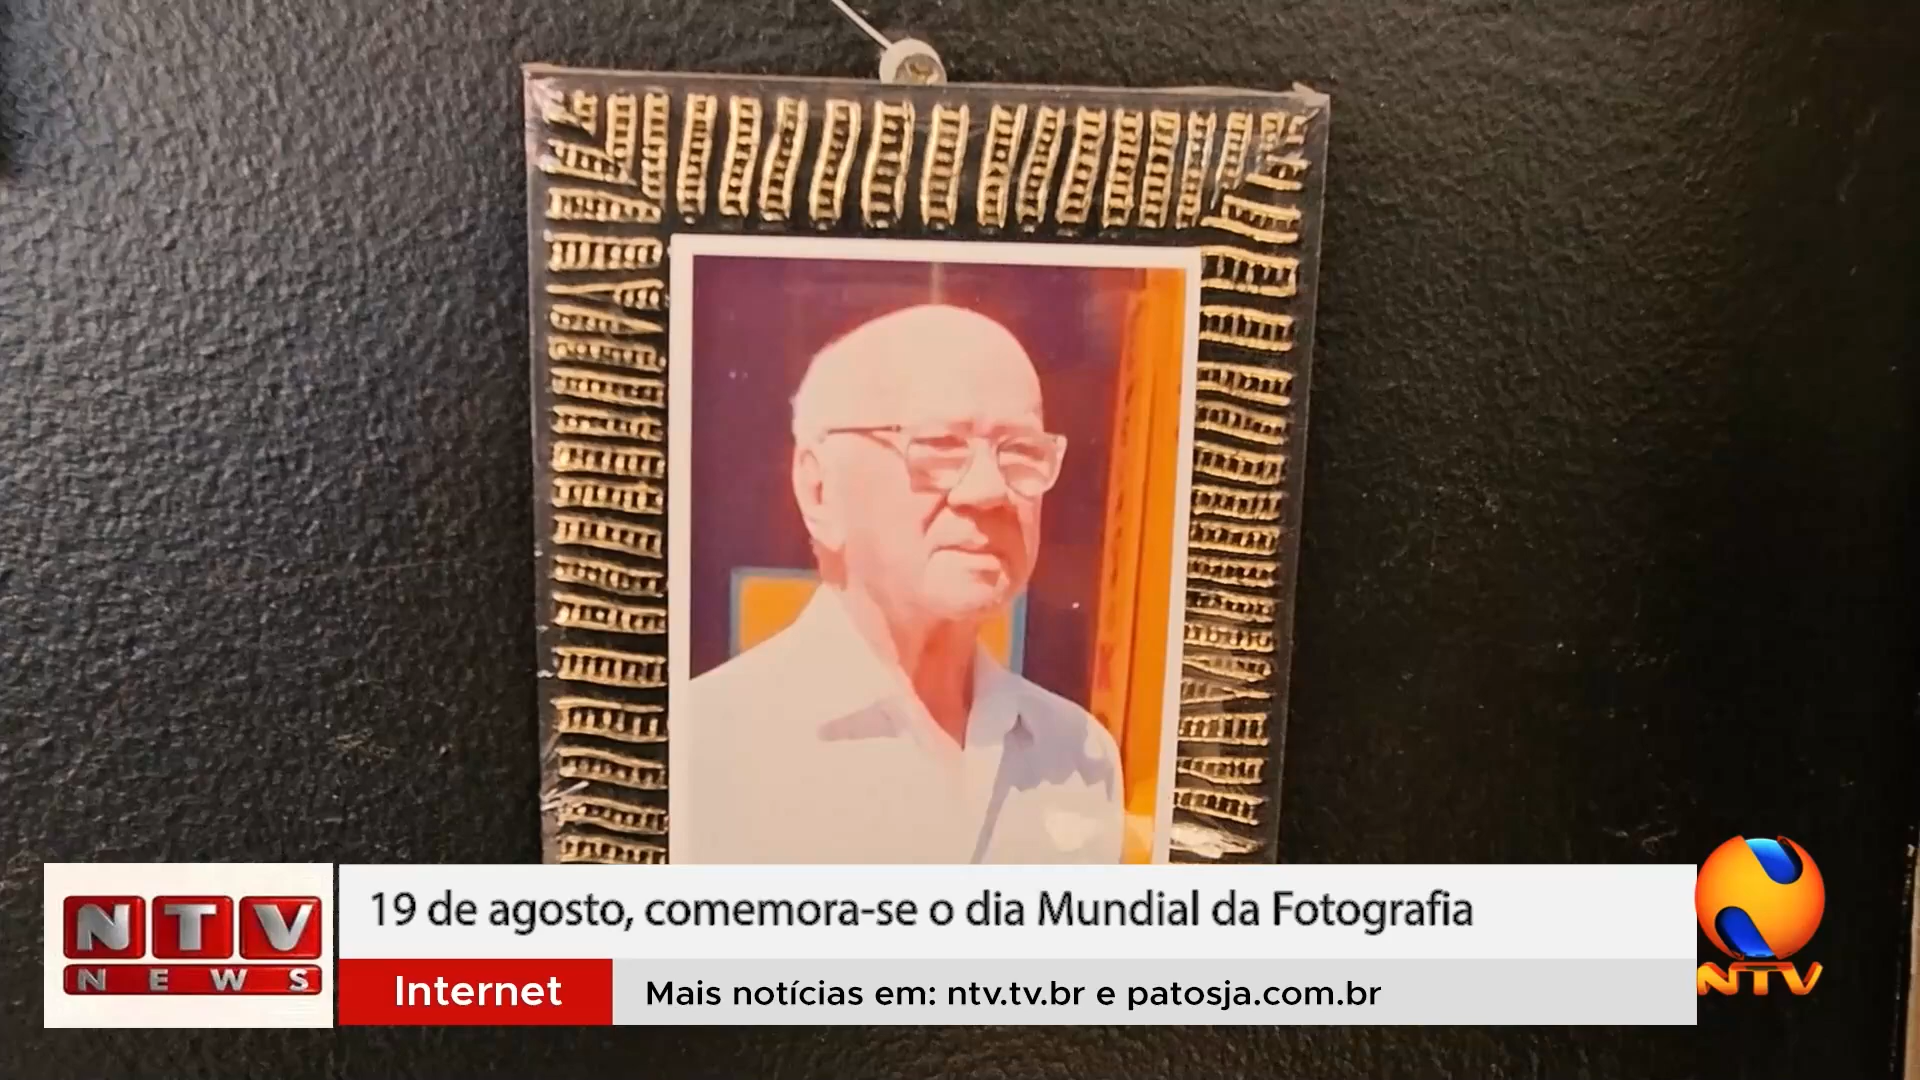 19 de agosto, comemora-se o dia Mundial da Fotografia
NTV
NEWS
Internet
Mais notícias em: ntv.tv.br e patosja.com.br
NTV